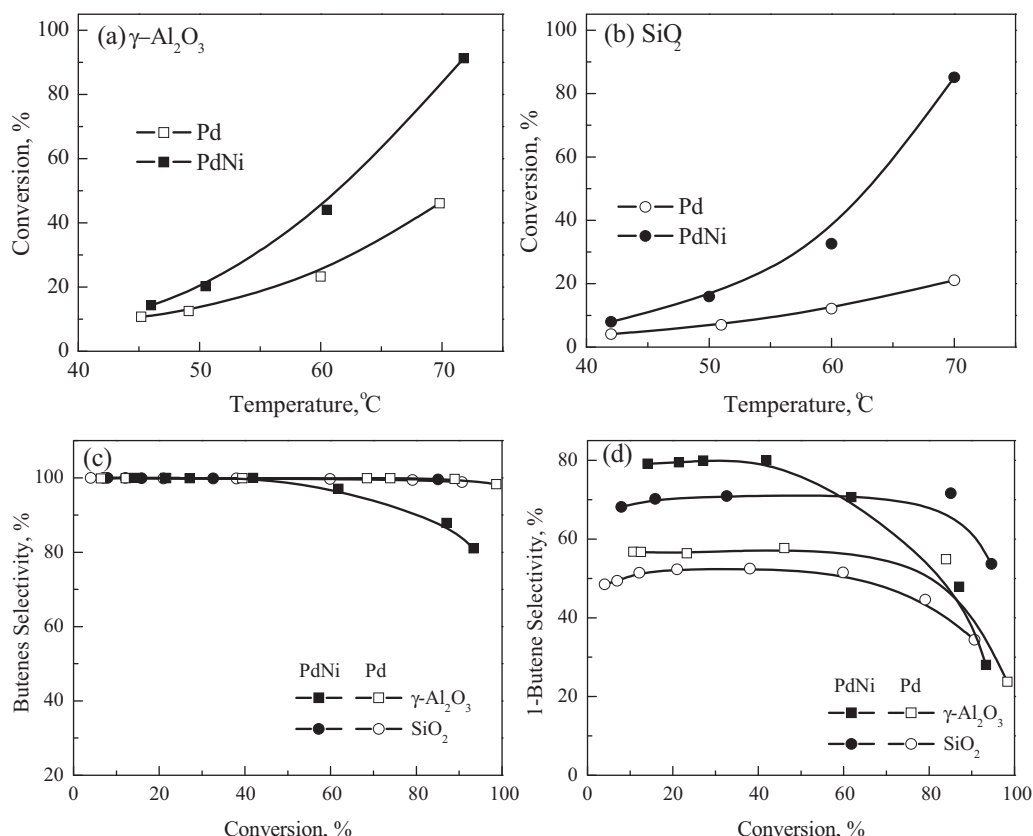 (a) γ–Al₂O₃
100
80
60
40
20
0
Conversion, %
Pd
PdNi
40 50 60 70
Temperature, °C
(b) SiO₂
100
80
60
40
20
0
Conversion, %
Pd
PdNi
40 50 60 70
Temperature, °C
(c)
100
80
60
40
20
Butenes Selectivity, %
PdNi Pd
γ-Al₂O₃
SiO₂
0 20 40 60 80 100
Conversion, %
(d)
80
60
40
20
0
1-Butene Selectivity, %
PdNi Pd
γ-Al₂O₃
SiO₂
0 20 40 60 80 100
Conversion, %